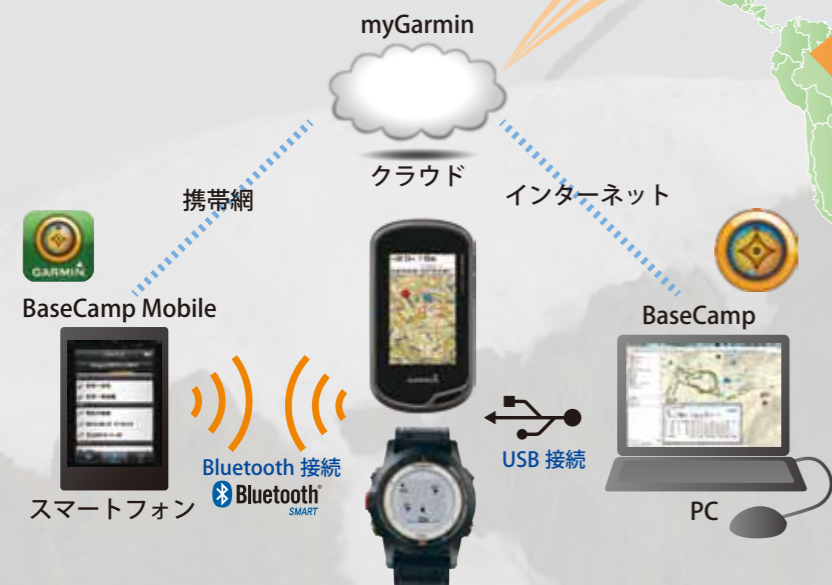 myGarmin
クラウド
携帯網
インターネット
GARMIN
BaseCamp Mobile
BaseCamp
Bluetooth 接続
Bluetooth®
SMART
USB 接続
スマートフォン
PC
GARMIN